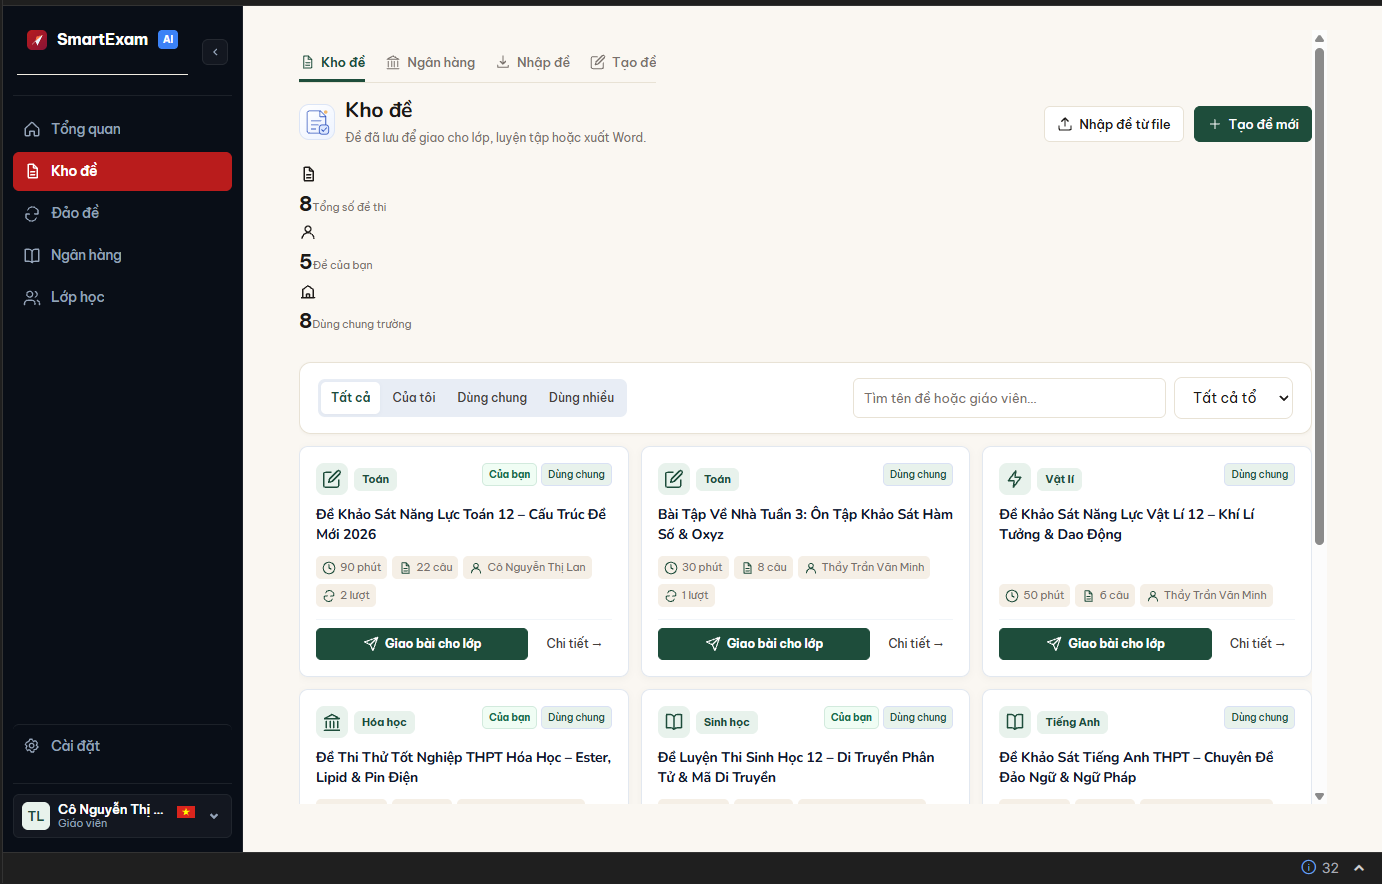 SmartExam AI
Tổng quan
Kho đề
Đảo đề
Ngân hàng
Lớp học
Cài đặt
TL
Cô Nguyễn Thị ...
Giáo viên
Kho đề Ngân hàng Nhập đề Tạo đề
Kho đề
Đề đã lưu để giao cho lớp, luyện tập hoặc xuất Word.
Nhập đề từ file
+ Tạo đề mới
8 Tổng số đề thi
5 Đề của bạn
8 Dùng chung trường
Tất cả Của tôi Dùng chung Dùng nhiều
Tìm tên đề hoặc giáo viên...
Tất cả tổ
Toán Của bạn Dùng chung
Đề Khảo Sát Năng Lực Toán 12 – Cấu Trúc Đề
Mới 2026
90 phút 22 câu Cô Nguyễn Thị Lan
2 lượt
Giao bài cho lớp Chi tiết →
Toán Dùng chung
Bài Tập Về Nhà Tuần 3: Ôn Tập Khảo Sát Hàm
Số & Oxyz
30 phút 8 câu Thầy Trần Văn Minh
1 lượt
Giao bài cho lớp Chi tiết →
Vật lí Dùng chung
Đề Khảo Sát Năng Lực Vật Lí 12 – Khí Lí
Tưởng & Dao Động
50 phút 6 câu Thầy Trần Văn Minh
Giao bài cho lớp Chi tiết →
Hóa học Của bạn Dùng chung
Đề Thi Thử Tốt Nghiệp THPT Hóa Học – Ester,
Lipid & Pin Điện
Sinh học Của bạn Dùng chung
Đề Luyện Thi Sinh Học 12 – Di Truyền Phân
Tử & Mã Di Truyền
Tiếng Anh Dùng chung
Đề Khảo Sát Tiếng Anh THPT – Chuyên Đề
Đảo Ngữ & Ngữ Pháp
32